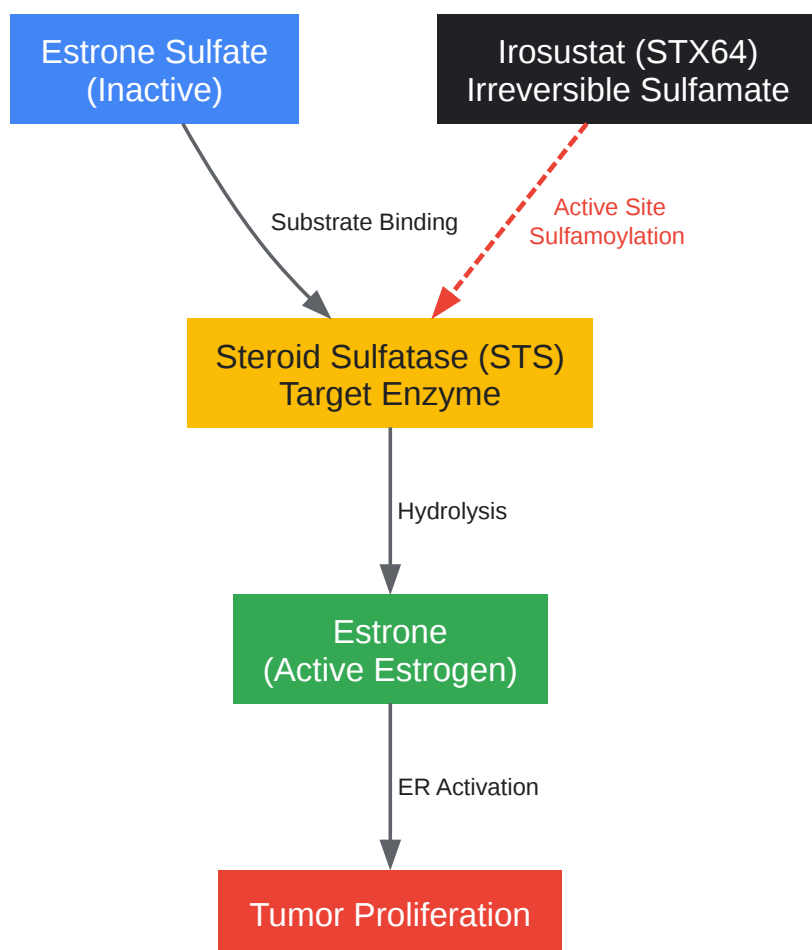 Estrone Sulfate
(Inactive)
Irosustat (STX64)
Irreversible Sulfamate
Substrate Binding
Active Site
Sulfamoylation
Steroid Sulfatase (STS)
Target Enzyme
Hydrolysis
Estrone
(Active Estrogen)
ER Activation
Tumor Proliferation